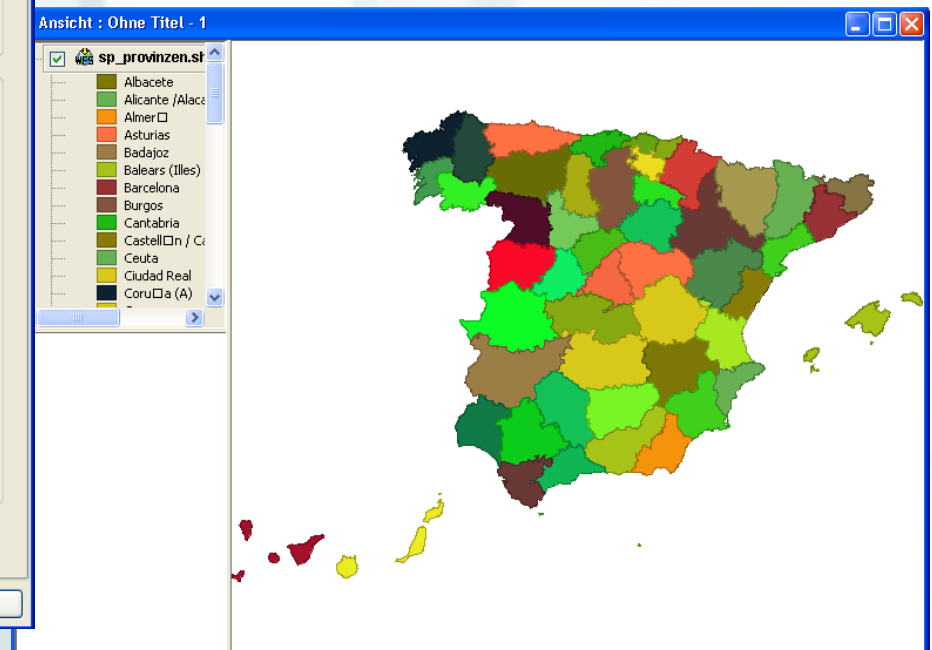 Ansicht : Ohne Titel - 1
sp_provinzen.sh
Albacete
Alicante /Alaca
Almer□
Asturias
Badajoz
Balears (Illes)
Barcelona
Burgos
Cantabria
Castell□n / Ca
Ceuta
Ciudad Real
Coru□a (A)